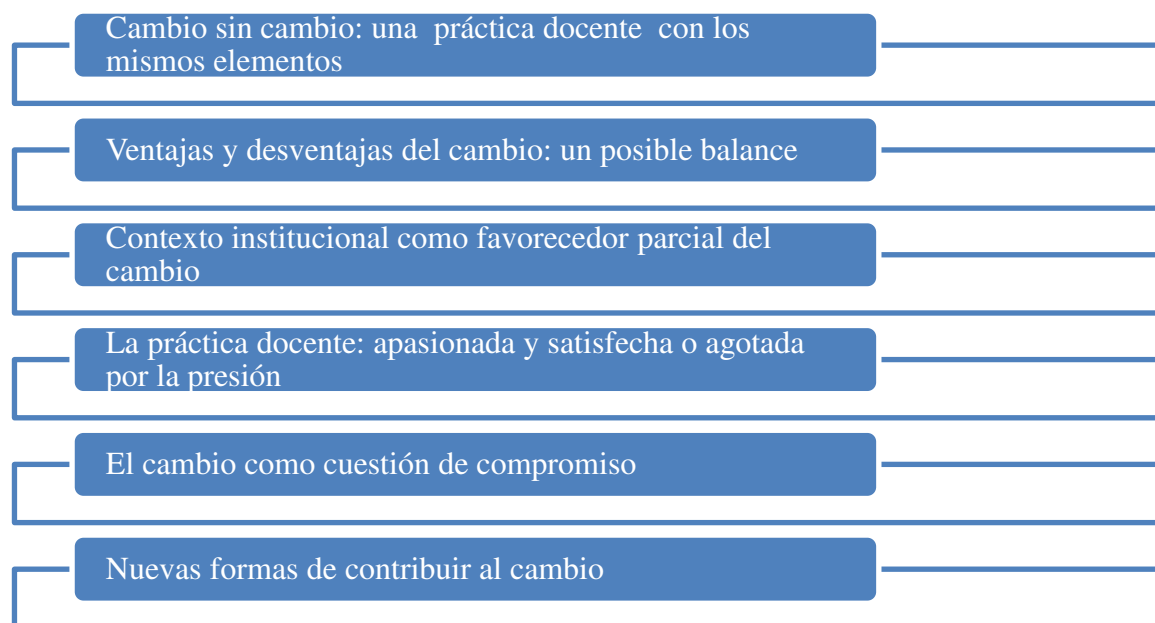 Cambio sin cambio: una  práctica docente  con los
mismos elementos
Ventajas y desventajas del cambio: un posible balance
Contexto institucional como favorecedor parcial del
cambio
La práctica docente: apasionada y satisfecha o agotada
por la presión
El cambio como cuestión de compromiso
Nuevas formas de contribuir al cambio